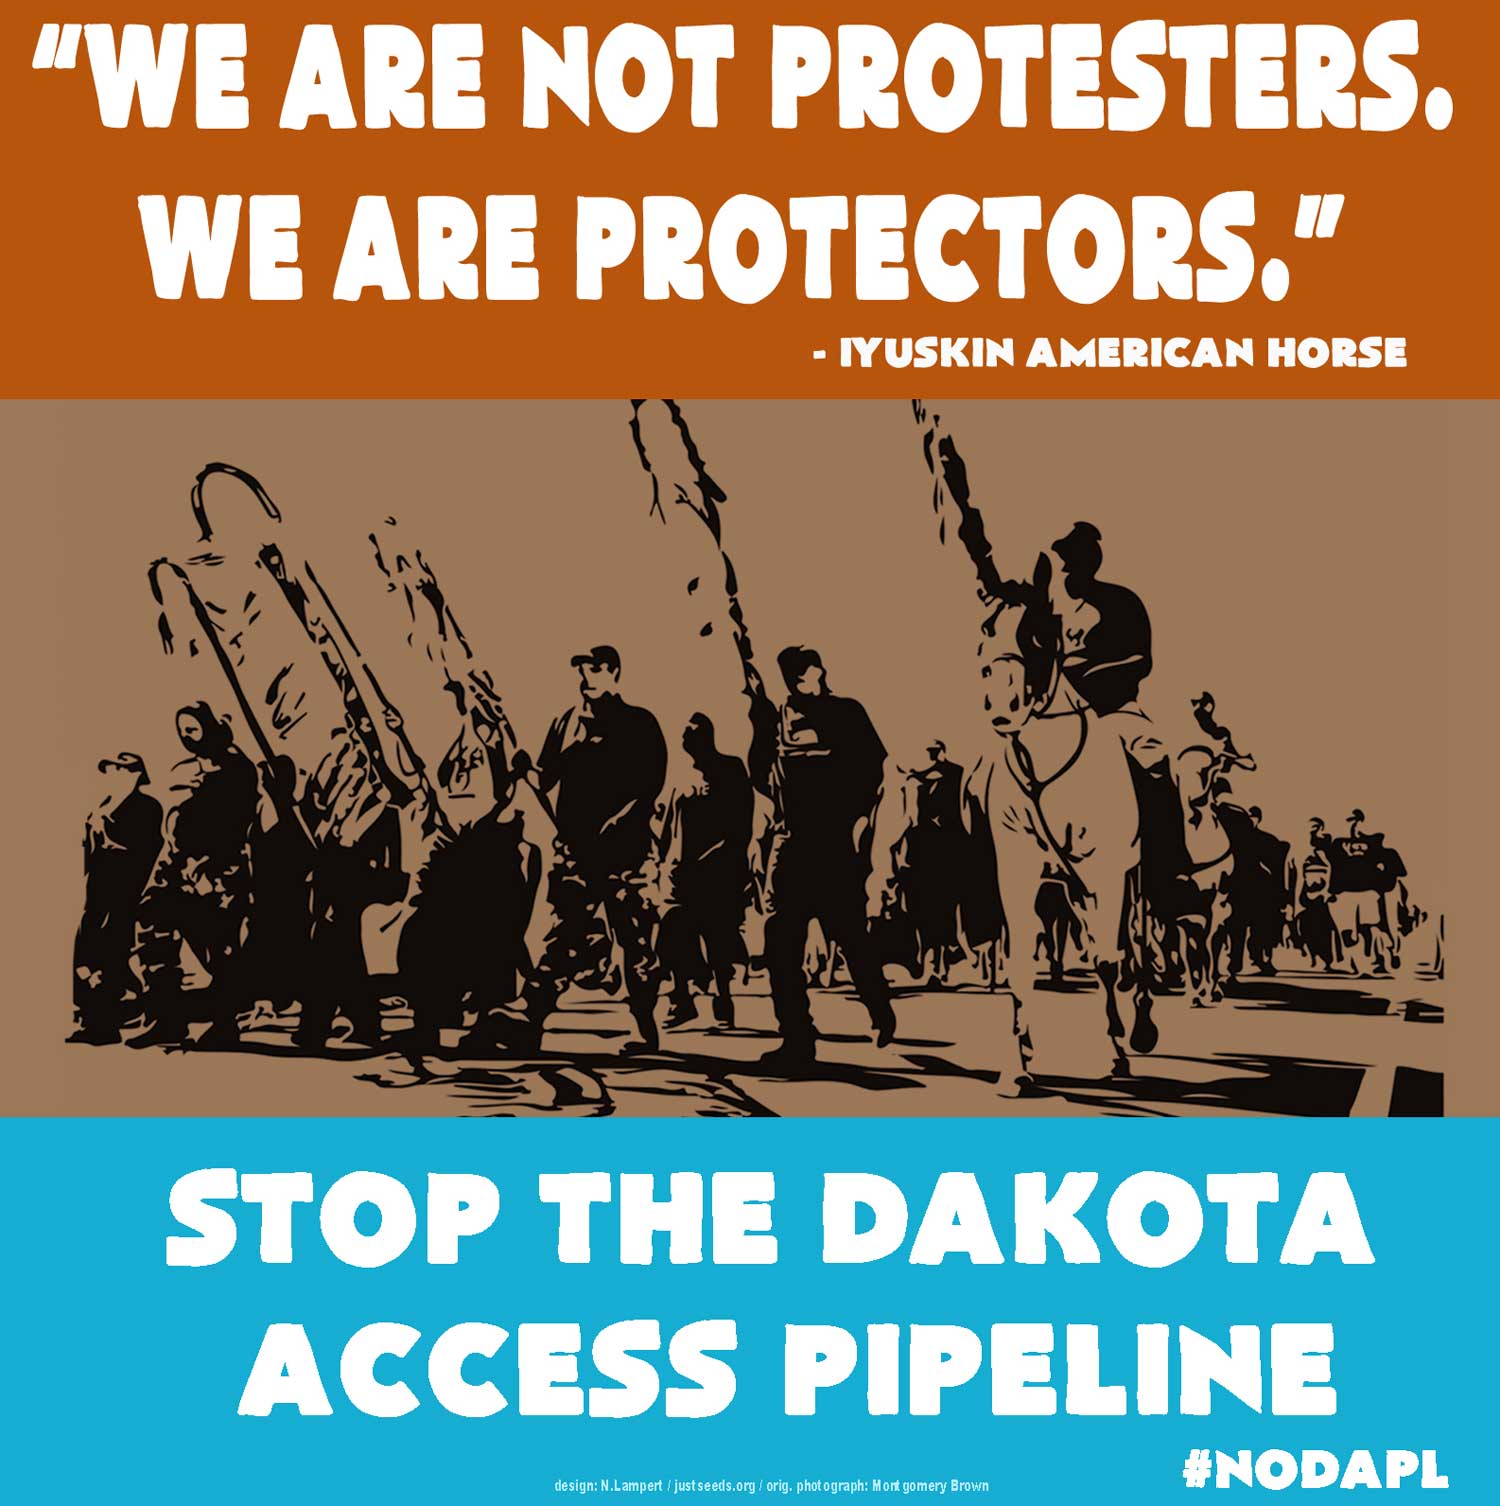 "WE ARE NOT PROTESTERS.
WE ARE PROTECTORS."
- IYUSKIN AMERICAN HORSE
STOP THE DAKOTA
ACCESS PIPELINE
#NODAPL
design: N.Lampert / justseeds.org / orig. photograph: Montgomery Brown